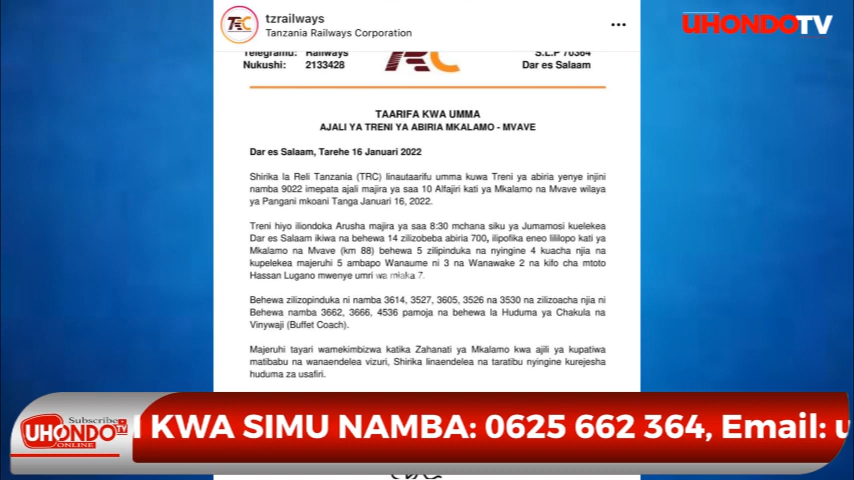 tzrailways
Tanzania Railways Corporation
UHONDOTV
Telegramu: Railways
Nukushi: 2133428
S.L.P 70364
Dar es Salaam
TRC
TAARIFA KWA UMMA
AJALI YA TRENI YA ABIRIA MKALAMO - MVAVE
Dar es Salaam, Tarehe 16 Januari 2022
Shirika la Reli Tanzania (TRC) linautaarifu umma kuwa Treni ya abiria yenye injini
namba 9022 imepata ajali majira ya saa 10 Alfajiri kati ya Mkalamo na Mvave wilaya
ya Pangani mkoani Tanga Januari 16, 2022.
Treni hiyo iliondoka Arusha majira ya saa 8:30 mchana siku ya Jumamosi kuelekea
Dar es Salaam ikiwa na behewa 14 zilizobeba abiria 700, ilipofika eneo lililopo kati ya
Mkalamo na Mvave (km 88) behewa 5 zilipinduka na nyingine 4 kuacha njia na
kupelekea majeruhi 5 ambapo Wanaume ni 3 na Wanawake 2 na kifo cha mtoto
Hassan Lugano mwenye umri wa miaka 7.
Behewa zilizopinduka ni namba 3614, 3527, 3605, 3526 na 3530 na zilizoacha njia ni
Behewa namba 3662, 3666, 4536 pamoja na behewa la Huduma ya Chakula na
Vinywaji (Buffet Coach).
Majeruhi tayari wamekimbizwa katika Zahanati ya Mkalamo kwa ajili ya kupatiwa
matibabu na wanaendelea vizuri, Shirika linaendelea na taratibu nyingine kurejesha
huduma za usafiri.
Subscribe
UHONDO TV
ONLINE
I KWA SIMU NAMBA: 0625 662 364, Email: u